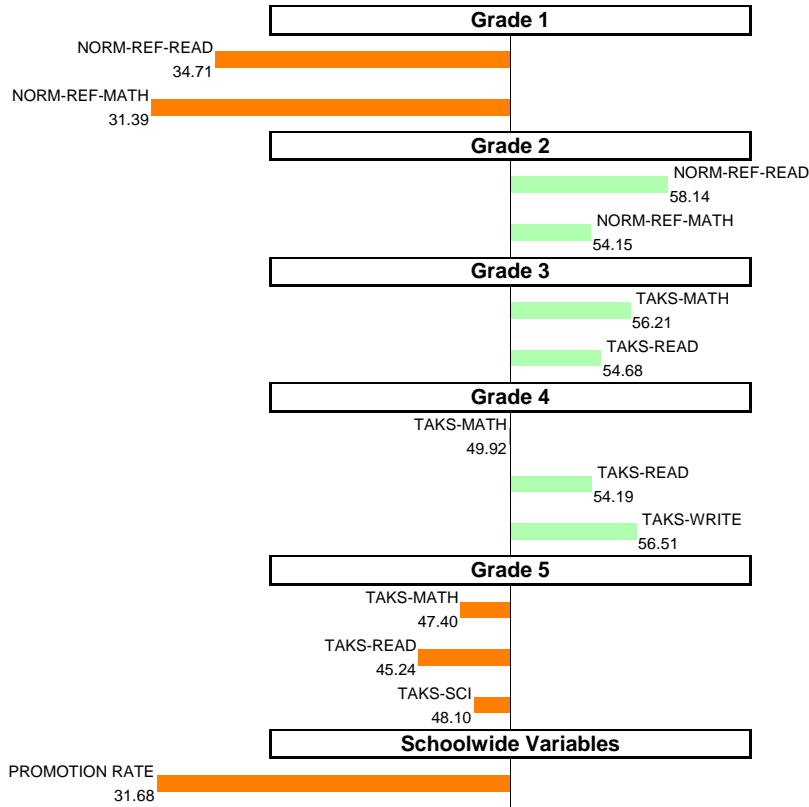 Grade 1
NORM-REF-READ
34.71
NORM-REF-MATH
31.39
Grade 2
NORM-REF-READ
58.14
NORM-REF-MATH
54.15
Grade 3
TAKS-MATH
56.21
TAKS-READ
54.68
Grade 4
TAKS-MATH
49.92
TAKS-READ
54.19
TAKS-WRITE
56.51
Grade 5
TAKS-MATH
47.40
TAKS-READ
45.24
TAKS-SCI
48.10
Schoolwide Variables
PROMOTION RATE
31.68